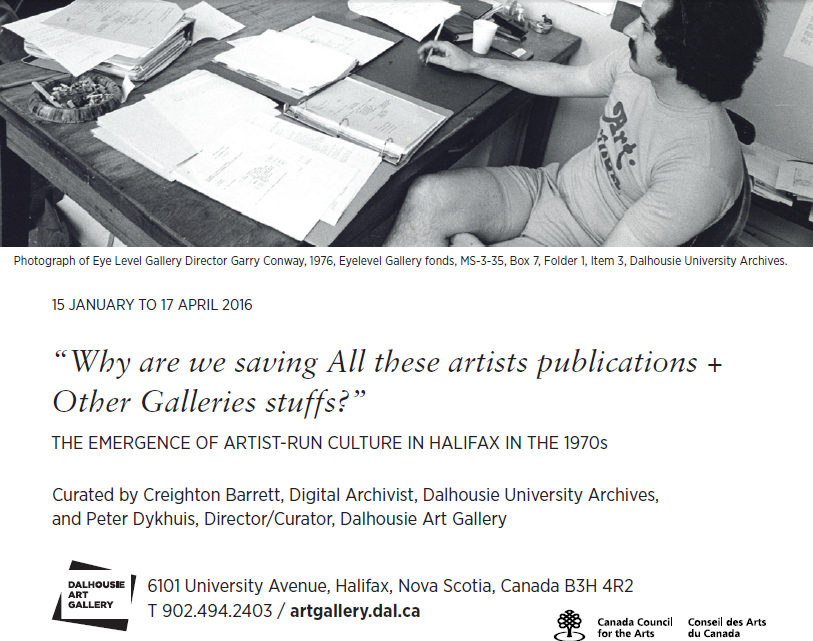 Photograph of Eye Level Gallery Director Garry Conway, 1976, Eyelevel Gallery fonds, MS-3-35, Box 7, Folder 1, Item 3, Dalhousie University Archives.
15 JANUARY TO 17 APRIL 2016
“Why are we saving All these artists publications +
Other Galleries stuffs?”
THE EMERGENCE OF ARTIST-RUN CULTURE IN HALIFAX IN THE 1970s
Curated by Creighton Barrett, Digital Archivist, Dalhousie University Archives,
and Peter Dykhuis, Director/Curator, Dalhousie Art Gallery
DALHOUSIE
ART
GALLERY
6101 University Avenue, Halifax, Nova Scotia, Canada B3H 4R2
T 902.494.2403 / artgallery.dal.ca
Canada Council
for the Arts
Conseil des Arts
du Canada